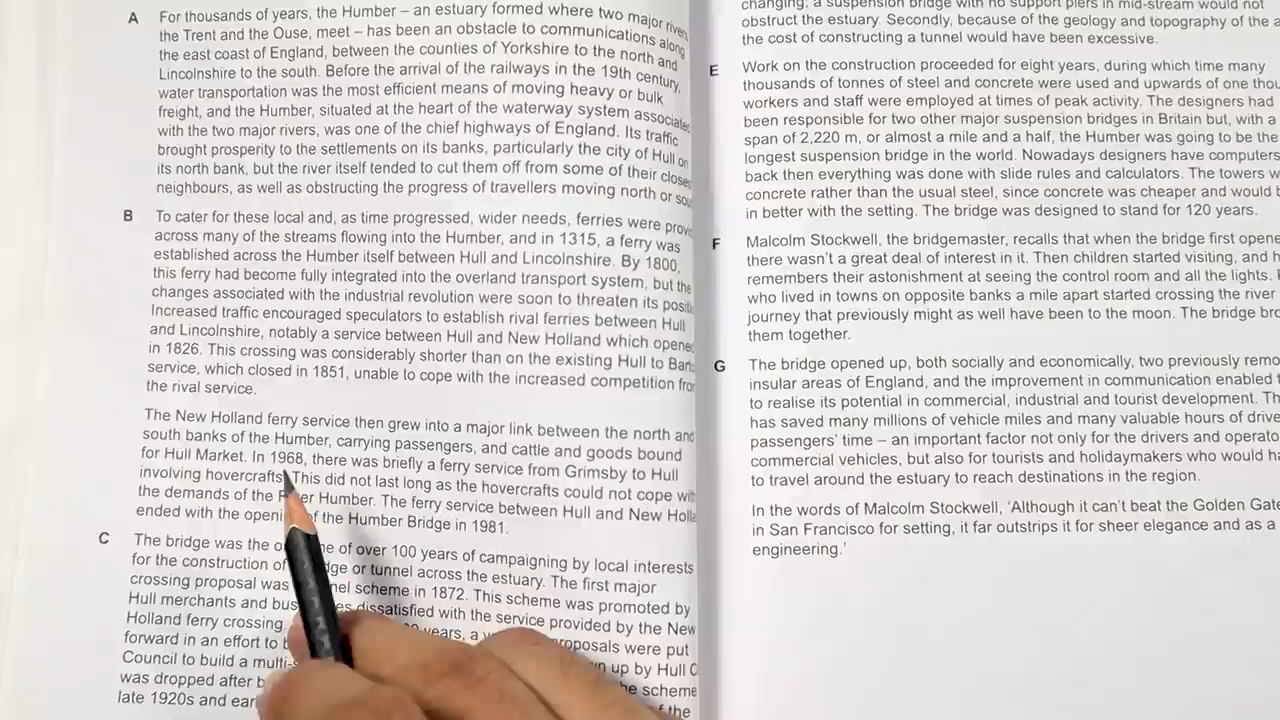 A For thousands of years, the Humber – an estuary formed where two major rivers,
the Trent and the Ouse, meet – has been an obstacle to communications along
the east coast of England, between the counties of Yorkshire to the north and
Lincolnshire to the south. Before the arrival of the railways in the 19th century,
water transportation was the most efficient means of moving heavy or bulk
freight, and the Humber, situated at the heart of the waterway system associated
with the two major rivers, was one of the chief highways of England. Its traffic
brought prosperity to the settlements on its banks, particularly the city of Hull on
its north bank, but the river itself tended to cut them off from some of their
neighbours, as well as obstructing the progress of travellers moving north or
B To cater for these local and, as time progressed, wider needs, ferries were
across many of the streams flowing into the Humber, and in 1315, a ferry was
established across the Humber itself between Hull and Lincolnshire. By 1800,
this ferry had become fully integrated into the overland transport system, but the
changes associated with the industrial revolution were soon to threaten its
Increased traffic encouraged speculators to establish rival ferries between Hull
and Lincolnshire, notably a service between Hull and New Holland which opened
in 1826. This crossing was considerably shorter than on the existing Hull to
service, which closed in 1851, unable to cope with the increased competition from
the rival service.
The New Holland ferry service then grew into a major link between the north and
south banks of the Humber, carrying passengers, and cattle and goods bound
for Hull Market. In 1968, there was briefly a ferry service from Grimsby to Hull
involving hovercrafts. This did not last long as the hovercrafts could not cope with
the demands of the Humber. The ferry service between Hull and New
ended with the of the Humber Bridge in 1981.
C The bridge was the of over 100 years of campaigning by local interests
for the construction of or tunnel across the estuary. The first major
crossing proposal was scheme in 1872. This scheme was promoted by
Hull merchants and dissatisfied with the service provided by the New
Holland ferry crossing. years, a proposals were put
forward in an effort to up by Hull
Council to build a
was dropped after scheme
late 1920s and the
changing; a suspension bridge with no support piers in mid-stream would not
obstruct the estuary. Secondly, because of the geology and topography of the
the cost of constructing a tunnel would have been excessive.
E Work on the construction proceeded for eight years, during which time many
thousands of tonnes of steel and concrete were used and upwards of one
workers and staff were employed at times of peak activity. The designers had
been responsible for two other major suspension bridges in Britain but, with a
span of 2,220 m, or almost a mile and a half, the Humber was going to be the
longest suspension bridge in the world. Nowadays designers have computers
back then everything was done with slide rules and calculators. The towers
concrete rather than the usual steel, since concrete was cheaper and would
in better with the setting. The bridge was designed to stand for 120 years.
F Malcolm Stockwell, the bridgemaster, recalls that when the bridge first
there wasn't a great deal of interest in it. Then children started visiting, and
remembers their astonishment at seeing the control room and all the lights.
who lived in towns on opposite banks a mile apart started crossing the river
journey that previously might as well have been to the moon. The bridge
them together.
G The bridge opened up, both socially and economically, two previously
insular areas of England, and the improvement in communication enabled
to realise its potential in commercial, industrial and tourist development.
has saved many millions of vehicle miles and many valuable hours of
passengers' time – an important factor not only for the drivers and
commercial vehicles, but also for tourists and holidaymakers who would
to travel around the estuary to reach destinations in the region.
In the words of Malcolm Stockwell, 'Although it can't beat the Golden Gate
in San Francisco for setting, it far outstrips it for sheer elegance and as a
engineering.'